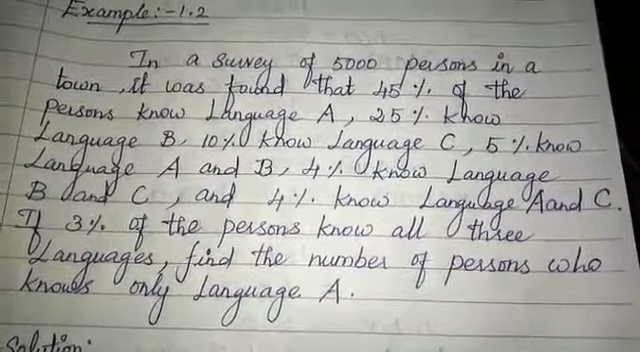 Example:-1.2
In a survey of 5000 persons in a
town, it was found that 45 % of the
persons know Language A, 25 %. know
Language B, 10 % know Language C, 5 %. know
Language A and B, 4 %. know Language
B and C, and 4 %. know Language A and C.
If 3 %. of the persons know all three
Languages, find the number of persons who
knows only Language A.
Solution: